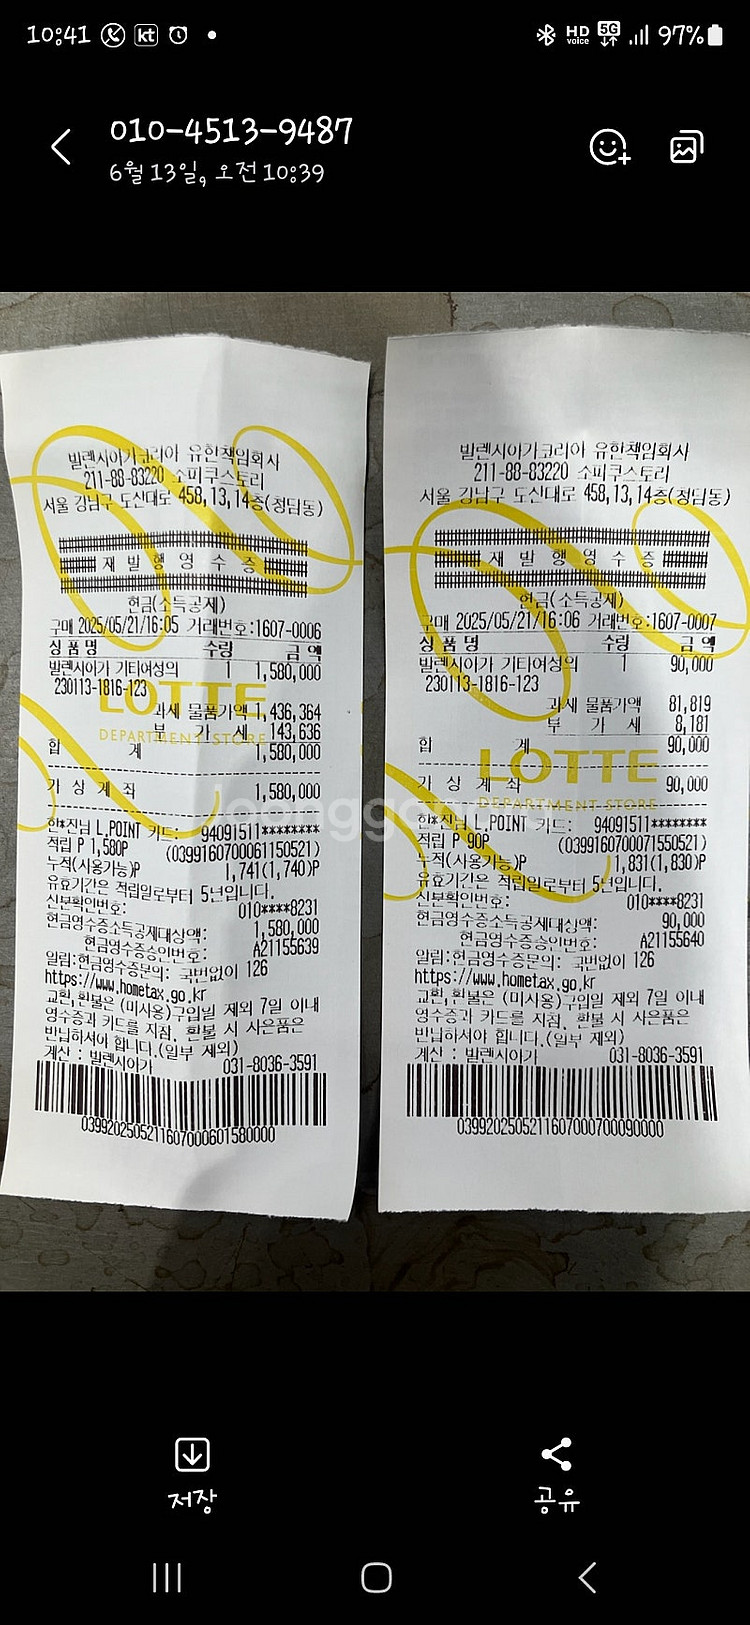 10:41 kt HD voice 5G 97%
010-4513-9487
6월 13일, 오전 10:39
빌렌시아가코리아 유한책임회사
211-88-83220 소피쿠스토리
서울 강남구 도산대로 458,13,14층(청담동)
재 발 행 영 수 증
현금(소득공제)
구매 2025/05/21/16:05 거래번호:1607-0006
상 품 명 수량 금 액
발렌시아가 기타여성의 1 1,580,000
230113-1816-123
LOTTE
과세 물품가액 1,436,364
DEPARTMENT STORE
부 가 세 143,636
합 계 1,580,000
가 상 계 좌 1,580,000
한*진님 L.POINT 카드: 94091511********
적립 P 1,580P (0399160700061150521)
누적(사용가능)P 1,741(1,740)P
유효기간은 적립일로부터 5년입니다.
신분확인번호: 010****8231
현금영수증소득공제대상액: 1,580,000
현금영수증승인번호: A21155639
알림:현금영수증문의: 국번없이 126
https://www.hometax.go.kr
교환,환불은 (미사용)구입일 제외 7일 이내
영수증과 카드를 지참, 환불 시 사은품은
반납하셔야 합니다.(일부 제외)
계산 : 발렌시아가 031-8036-3591
0399202505211607000601580000
빌렌시아가코리아 유한책임회사
211-88-83220 소피쿠스토리
서울 강남구 도산대로 458,13,14층(청담동)
재 발 행 영 수 증
현금(소득공제)
구매 2025/05/21/16:06 거래번호:1607-0007
상 품 명 수량 금 액
발렌시아가 기타여성의 1 90,000
230113-1816-123
과세 물품가액 81,819
부 가 세 8,181
합 계 90,000
LOTTE
가 상 계 좌 90,000
DEPARTMENT STORE
한*진님 L.POINT 카드: 94091511********
적립 P 90P (0399160700071550521)
누적(사용가능)P 1,831(1,830)P
유효기간은 적립일로부터 5년입니다.
신분확인번호: 010****8231
현금영수증소득공제대상액: 90,000
현금영수증승인번호: A21155640
알림:현금영수증문의: 국번없이 126
https://www.hometax.go.kr
교환,환불은 (미사용)구입일 제외 7일 이내
영수증과 카드를 지참, 환불 시 사은품은
반납하셔야 합니다.(일부 제외)
계산 : 발렌시아가 031-8036-3591
0399202505211607000700090000
저장
공유